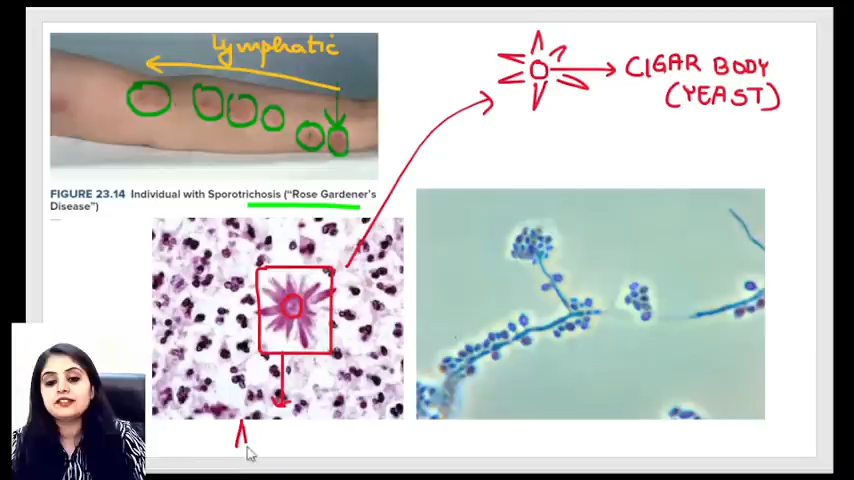 Lymphatic
CIGAR BODY
(YEAST)
FIGURE 23.14 Individual with Sporotrichosis ("Rose Gardener's
Disease")